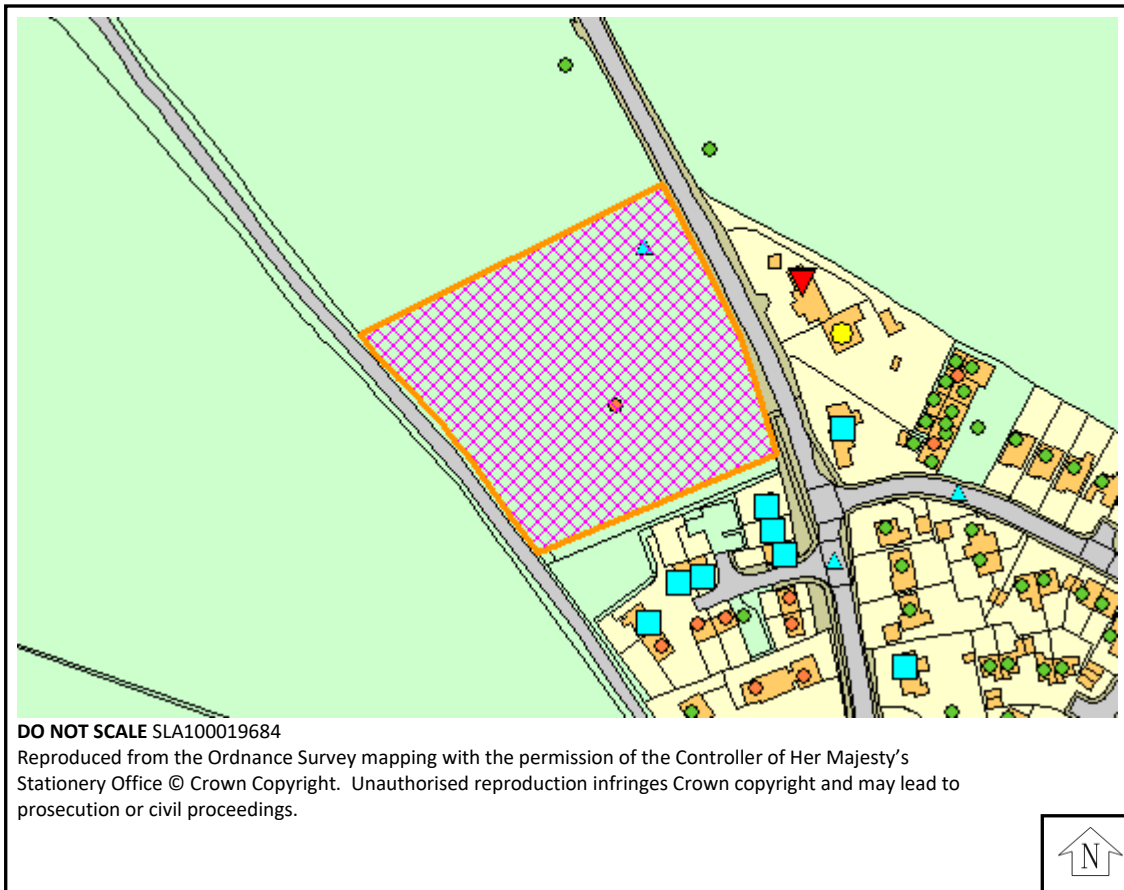 DO NOT SCALE SLA100019684
Reproduced from the Ordnance Survey mapping with the permission of the Controller of Her Majesty’s
Stationery Office © Crown Copyright. Unauthorised reproduction infringes Crown copyright and may lead to
prosecution or civil proceedings.
N